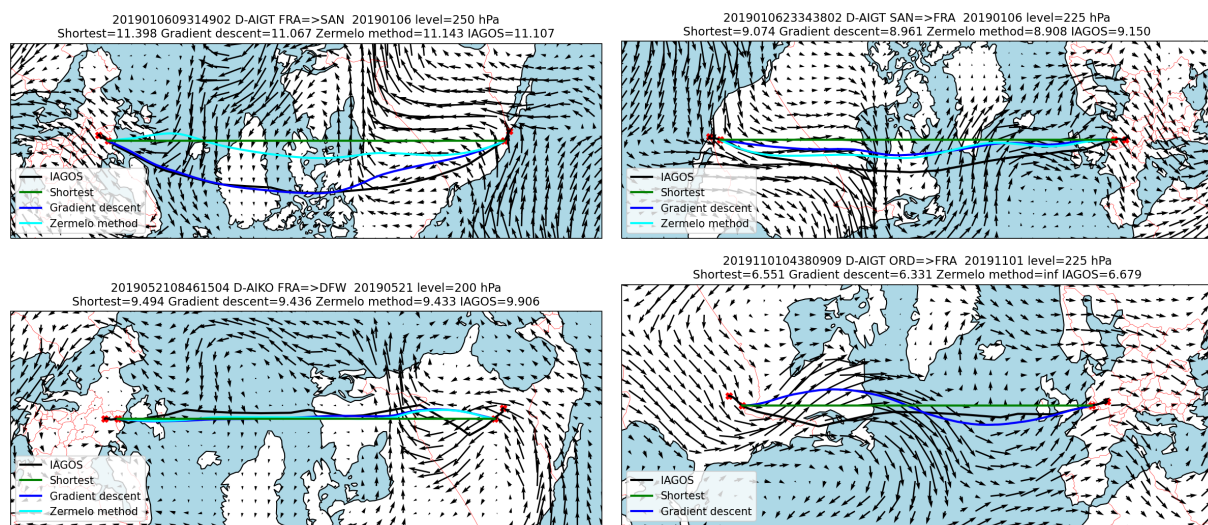 2019010609314902 D-AIGT FRA=>SAN 20190106 level=250 hPa
Shortest=11.398 Gradient descent=11.067 Zermelo method=11.143 IAGOS=11.107
IAGOS
Shortest
Gradient descent
Zermelo method
2019010623343802 D-AIGT SAN=>FRA 20190106 level=225 hPa
Shortest=9.074 Gradient descent=8.961 Zermelo method=8.908 IAGOS=9.150
IAGOS
Shortest
Gradient descent
Zermelo method
2019052108461504 D-AIKO FRA=>DFW 20190521 level=200 hPa
Shortest=9.494 Gradient descent=9.436 Zermelo method=9.433 IAGOS=9.906
IAGOS
Shortest
Gradient descent
Zermelo method
2019110104380909 D-AIGT ORD=>FRA 20191101 level=225 hPa
Shortest=6.551 Gradient descent=6.331 Zermelo method=inf IAGOS=6.679
IAGOS
Shortest
Gradient descent